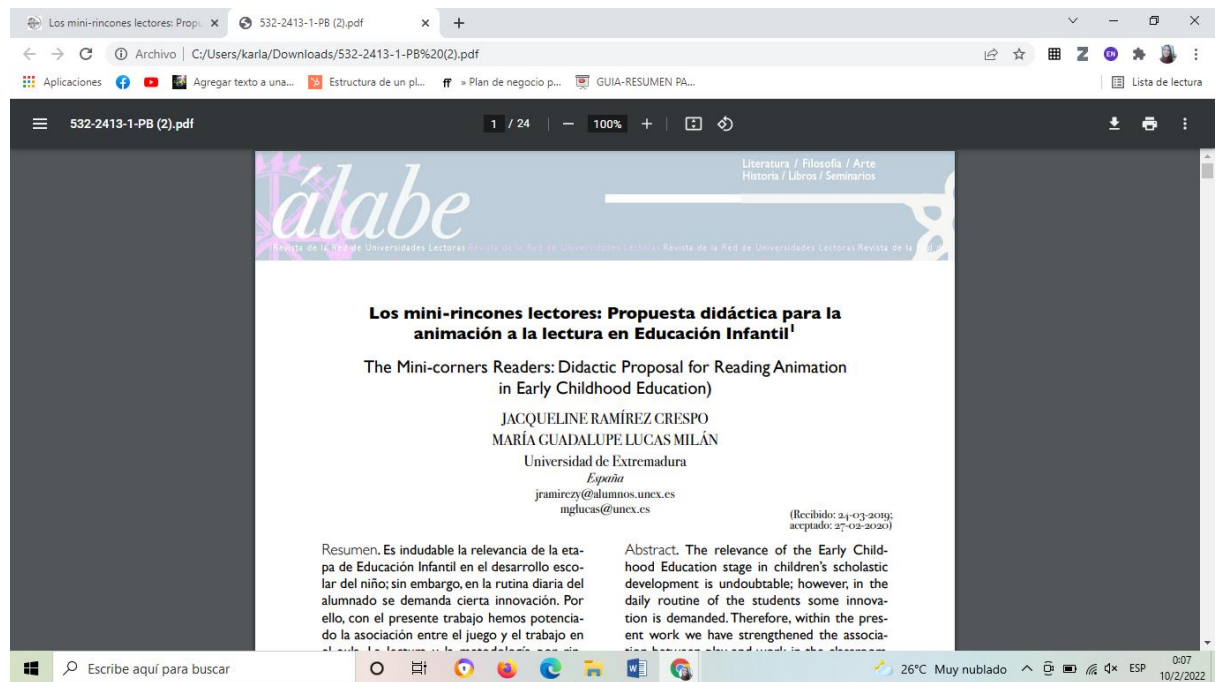 Los mini-rincones lectores: Propu
532-2413-1-PB (2).pdf
Archivo | C:/Users/karla/Downloads/532-2413-1-PB%20(2).pdf
Aplicaciones
Agregar texto a una...
Estructura de un pl...
ff » Plan de negocio p...
GUIA-RESUMEN PA...
Lista de lectura
532-2413-1-PB (2).pdf
1 / 24 | — 100% +
álabe
Literatura / Filosofía / Arte
Historia / Libros / Seminarios
Revista de la Red de Universidades Lectoras Revista de la Red de Universidades Lectoras Revista de la Red de Universidades Lectoras Revista de la Red de
Los mini-rincones lectores: Propuesta didáctica para la
animación a la lectura en Educación Infantil¹
The Mini-corners Readers: Didactic Proposal for Reading Animation
in Early Childhood Education)
JACQUELINE RAMÍREZ CRESPO
MARÍA GUADALUPE LUCAS MILÁN
Universidad de Extremadura
España
jramirezy@alumnos.unex.es
mglucas@unex.es
(Recibido: 24-03-2019;
aceptado: 27-02-2020)
Resumen. Es indudable la relevancia de la eta-
pa de Educación Infantil en el desarrollo esco-
lar del niño; sin embargo, en la rutina diaria del
alumnado se demanda cierta innovación. Por
ello, con el presente trabajo hemos potencia-
do la asociación entre el juego y el trabajo en
Abstract. The relevance of the Early Child-
hood Education stage in children's scholastic
development is undoubtable; however, in the
daily routine of the students some innova-
tion is demanded. Therefore, within the pres-
ent work we have strengthened the associa-
Escribe aquí para buscar
26°C Muy nublado
ESP
0:07
10/2/2022